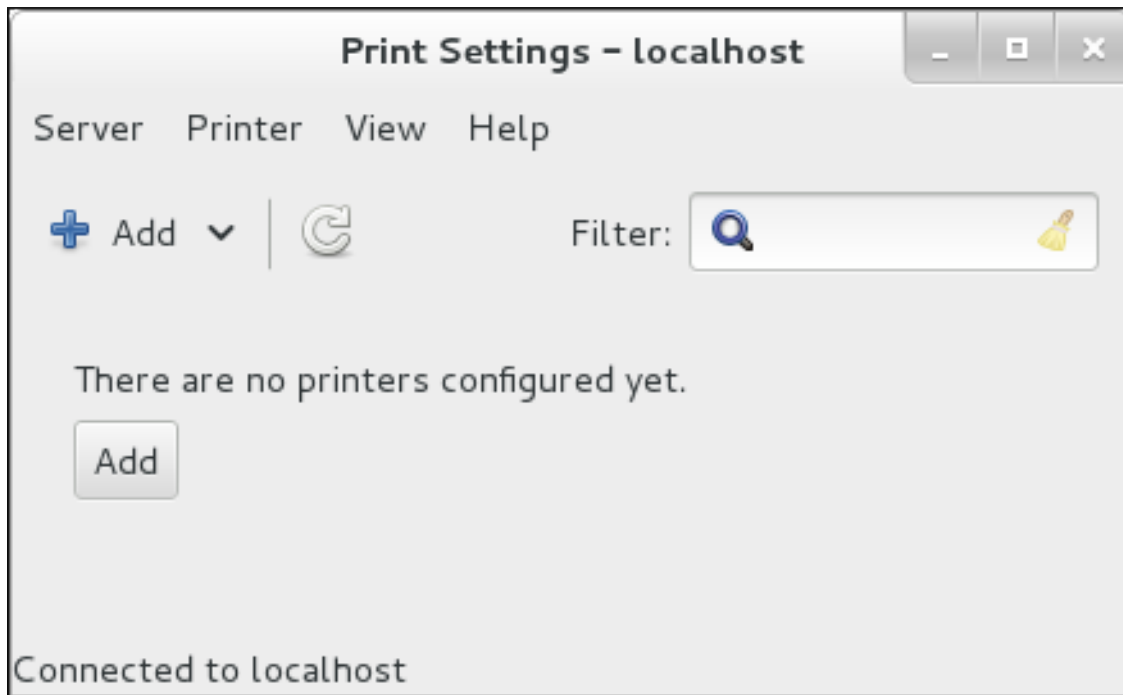 Print Settings – localhost
Server Printer View Help
Add Filter:
There are no printers configured yet.
Add
Connected to localhost